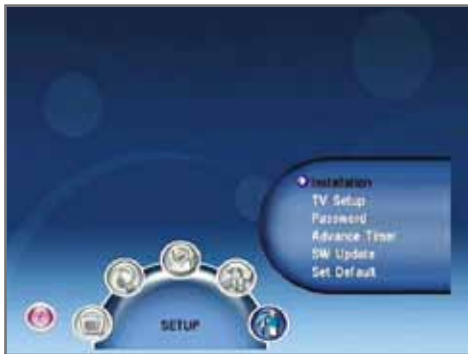 Installation
TV Setup
Password
Advance Timer
SW Update
Set Default
SETUP